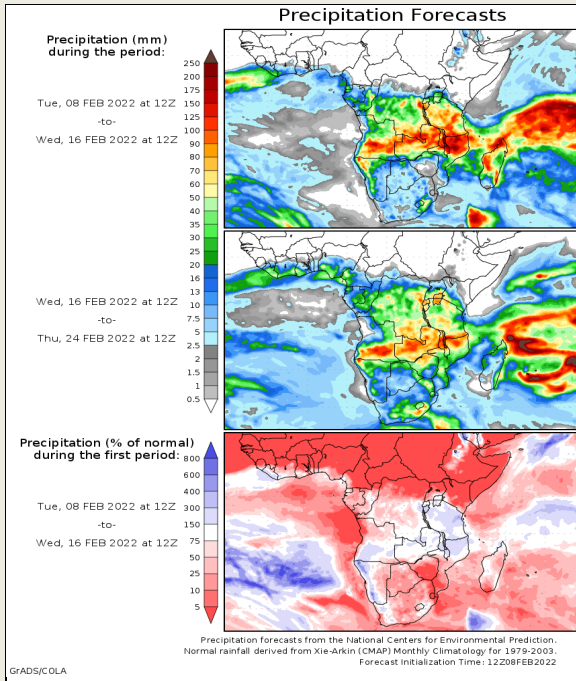 Precipitation Forecasts
Precipitation (mm)
during the period:
Tue, 08 FEB 2022 at 12Z
-to-
Wed, 16 FEB 2022 at 12Z
250
200
175
150
125
100
90
80
70
60
50
40
35
30
25
20
15
10
7.5
5
2.5
2
1.5
1
0.5
Wed, 16 FEB 2022 at 12Z
-to-
Thu, 24 FEB 2022 at 12Z
Precipitation (% of normal)
during the first period:
Tue, 08 FEB 2022 at 12Z
-to-
Wed, 16 FEB 2022 at 12Z
800
600
400
300
150
75
50
25
10
5
Precipitation forecasts from the National Centers for Environmental Prediction.
Normal rainfall derived from Xie-Arkin (CMAP) Monthly Climatology for 1979-2003.
Forecast Initialization Time: 12Z08FEB2022
GrADS/COLA